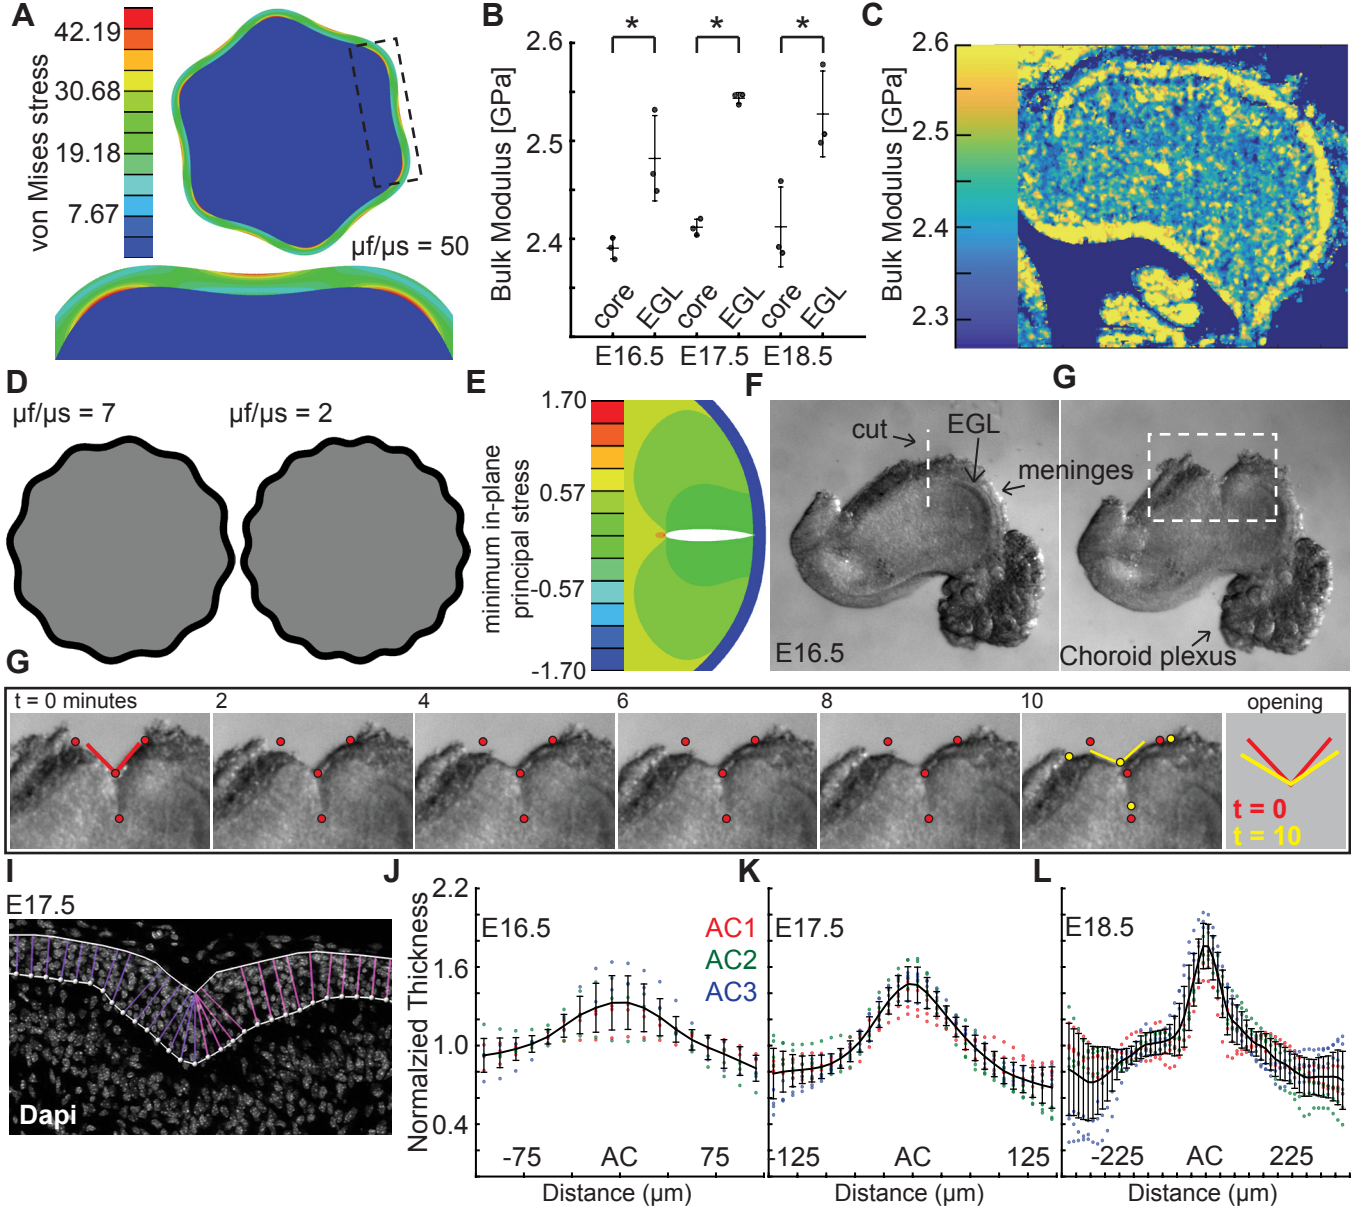 A
von Mises stress
42.19
30.68
19.18
7.67
µf/µs = 50
B
Bulk Modulus [GPa]
2.6
2.5
2.4
* * *
core EGL core EGL core EGL
E16.5 E17.5 E18.5
C
Bulk Modulus [GPa]
2.6
2.5
2.4
2.3
D
µf/µs = 7
µf/µs = 2
E
minimum in-plane
principal stress
1.70
0.57
-0.57
-1.70
F
cut
EGL
meninges
E16.5
G
Choroid plexus
G
t = 0 minutes 2 4 6 8 10 opening
t = 0
t = 10
I
E17.5
Dapi
J
Normalzied Thickness
2.2
1.6
1.0
0.4
E16.5
AC1
AC2
AC3
-75 AC 75
Distance (µm)
K
E17.5
-125 AC 125
Distance (µm)
L
E18.5
-225 AC 225
Distance (µm)